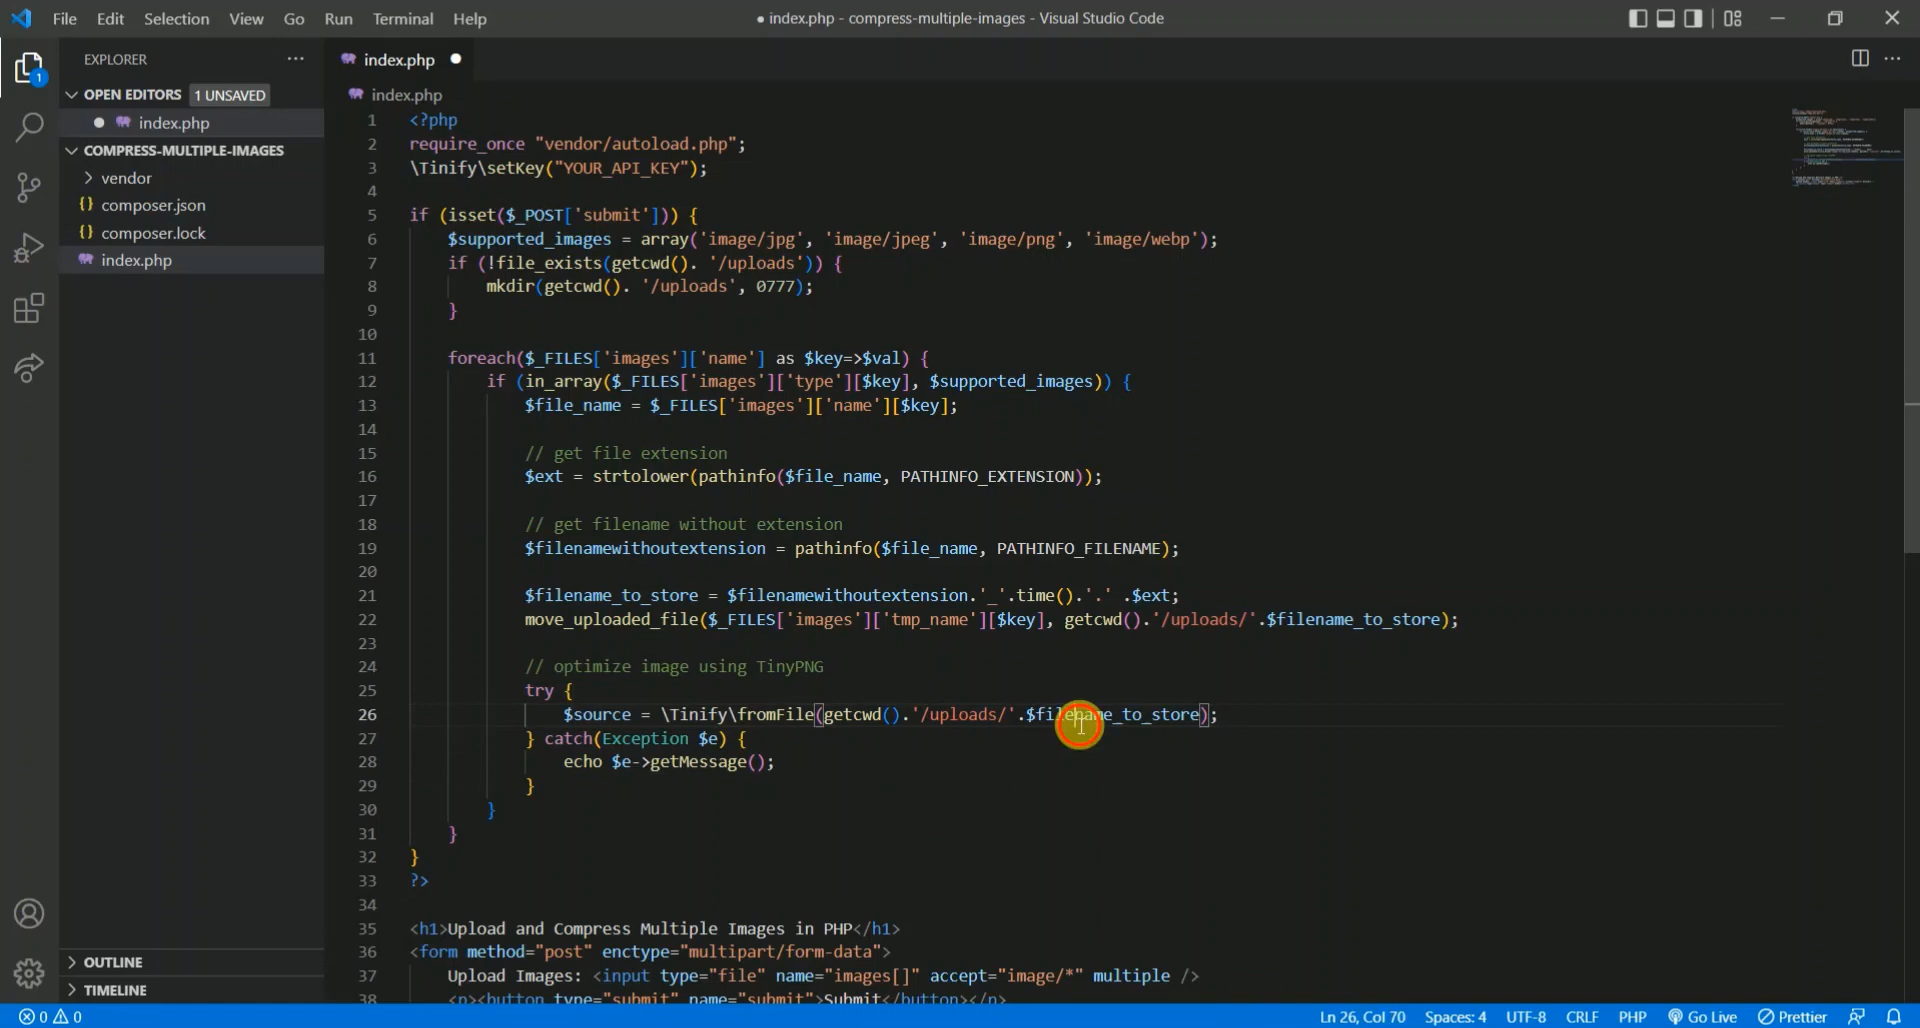 File Edit Selection View Go Run Terminal Help
● index.php - compress-multiple-images - Visual Studio Code
EXPLORER
1
OPEN EDITORS 1 UNSAVED
index.php
COMPRESS-MULTIPLE-IMAGES
vendor
{} composer.json
{} composer.lock
index.php
OUTLINE
TIMELINE
index.php
index.php
1 <?php
2 require_once "vendor/autoload.php";
3 \Tinify\setKey("YOUR_API_KEY");
4
5 if (isset($_POST['submit'])) {
6 $supported_images = array('image/jpg', 'image/jpeg', 'image/png', 'image/webp');
7 if (!file_exists(getcwd(). '/uploads')) {
8 mkdir(getcwd(). '/uploads', 0777);
9 }
10
11 foreach($_FILES['images']['name'] as $key=>$val) {
12 if (in_array($_FILES['images']['type'][$key], $supported_images)) {
13 $file_name = $_FILES['images']['name'][$key];
14
15 // get file extension
16 $ext = strtolower(pathinfo($file_name, PATHINFO_EXTENSION));
17
18 // get filename without extension
19 $filenamewithoutextension = pathinfo($file_name, PATHINFO_FILENAME);
20
21 $filename_to_store = $filenamewithoutextension.'_'.time().'.' .$ext;
22 move_uploaded_file($_FILES['images']['tmp_name'][$key], getcwd().'/uploads/'.$filename_to_store);
23
24 // optimize image using TinyPNG
25 try {
26 $source = \Tinify\fromFile(getcwd().'/uploads/'.$filename_to_store);
27 } catch(Exception $e) {
28 echo $e->getMessage();
29 }
30 }
31 }
32 }
33 ?>
34
35 <h1>Upload and Compress Multiple Images in PHP</h1>
36 <form method="post" enctype="multipart/form-data">
37 Upload Images: <input type="file" name="images[]" accept="image/*" multiple />
38 <p><button type="submit" name="submit">Submit</button></p>
0 0
Ln 26, Col 70 Spaces: 4 UTF-8 CRLF PHP Go Live Prettier